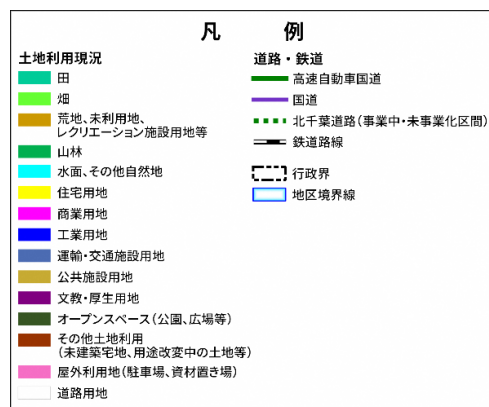 凡 例
土地利用現況
田
畑
荒地、未利用地、
レクリエーション施設用地等
山林
水面、その他自然地
住宅用地
商業用地
工業用地
運輸・交通施設用地
公共施設用地
文教・厚生用地
オープンスペース（公園、広場等）
その他土地利用
（未建築宅地、用途改変中の土地等）
屋外利用地（駐車場、資材置き場）
道路用地
道路・鉄道
高速自動車国道
国道
北千葉道路（事業中・未事業化区間）
鉄道路線
行政界
地区境界線